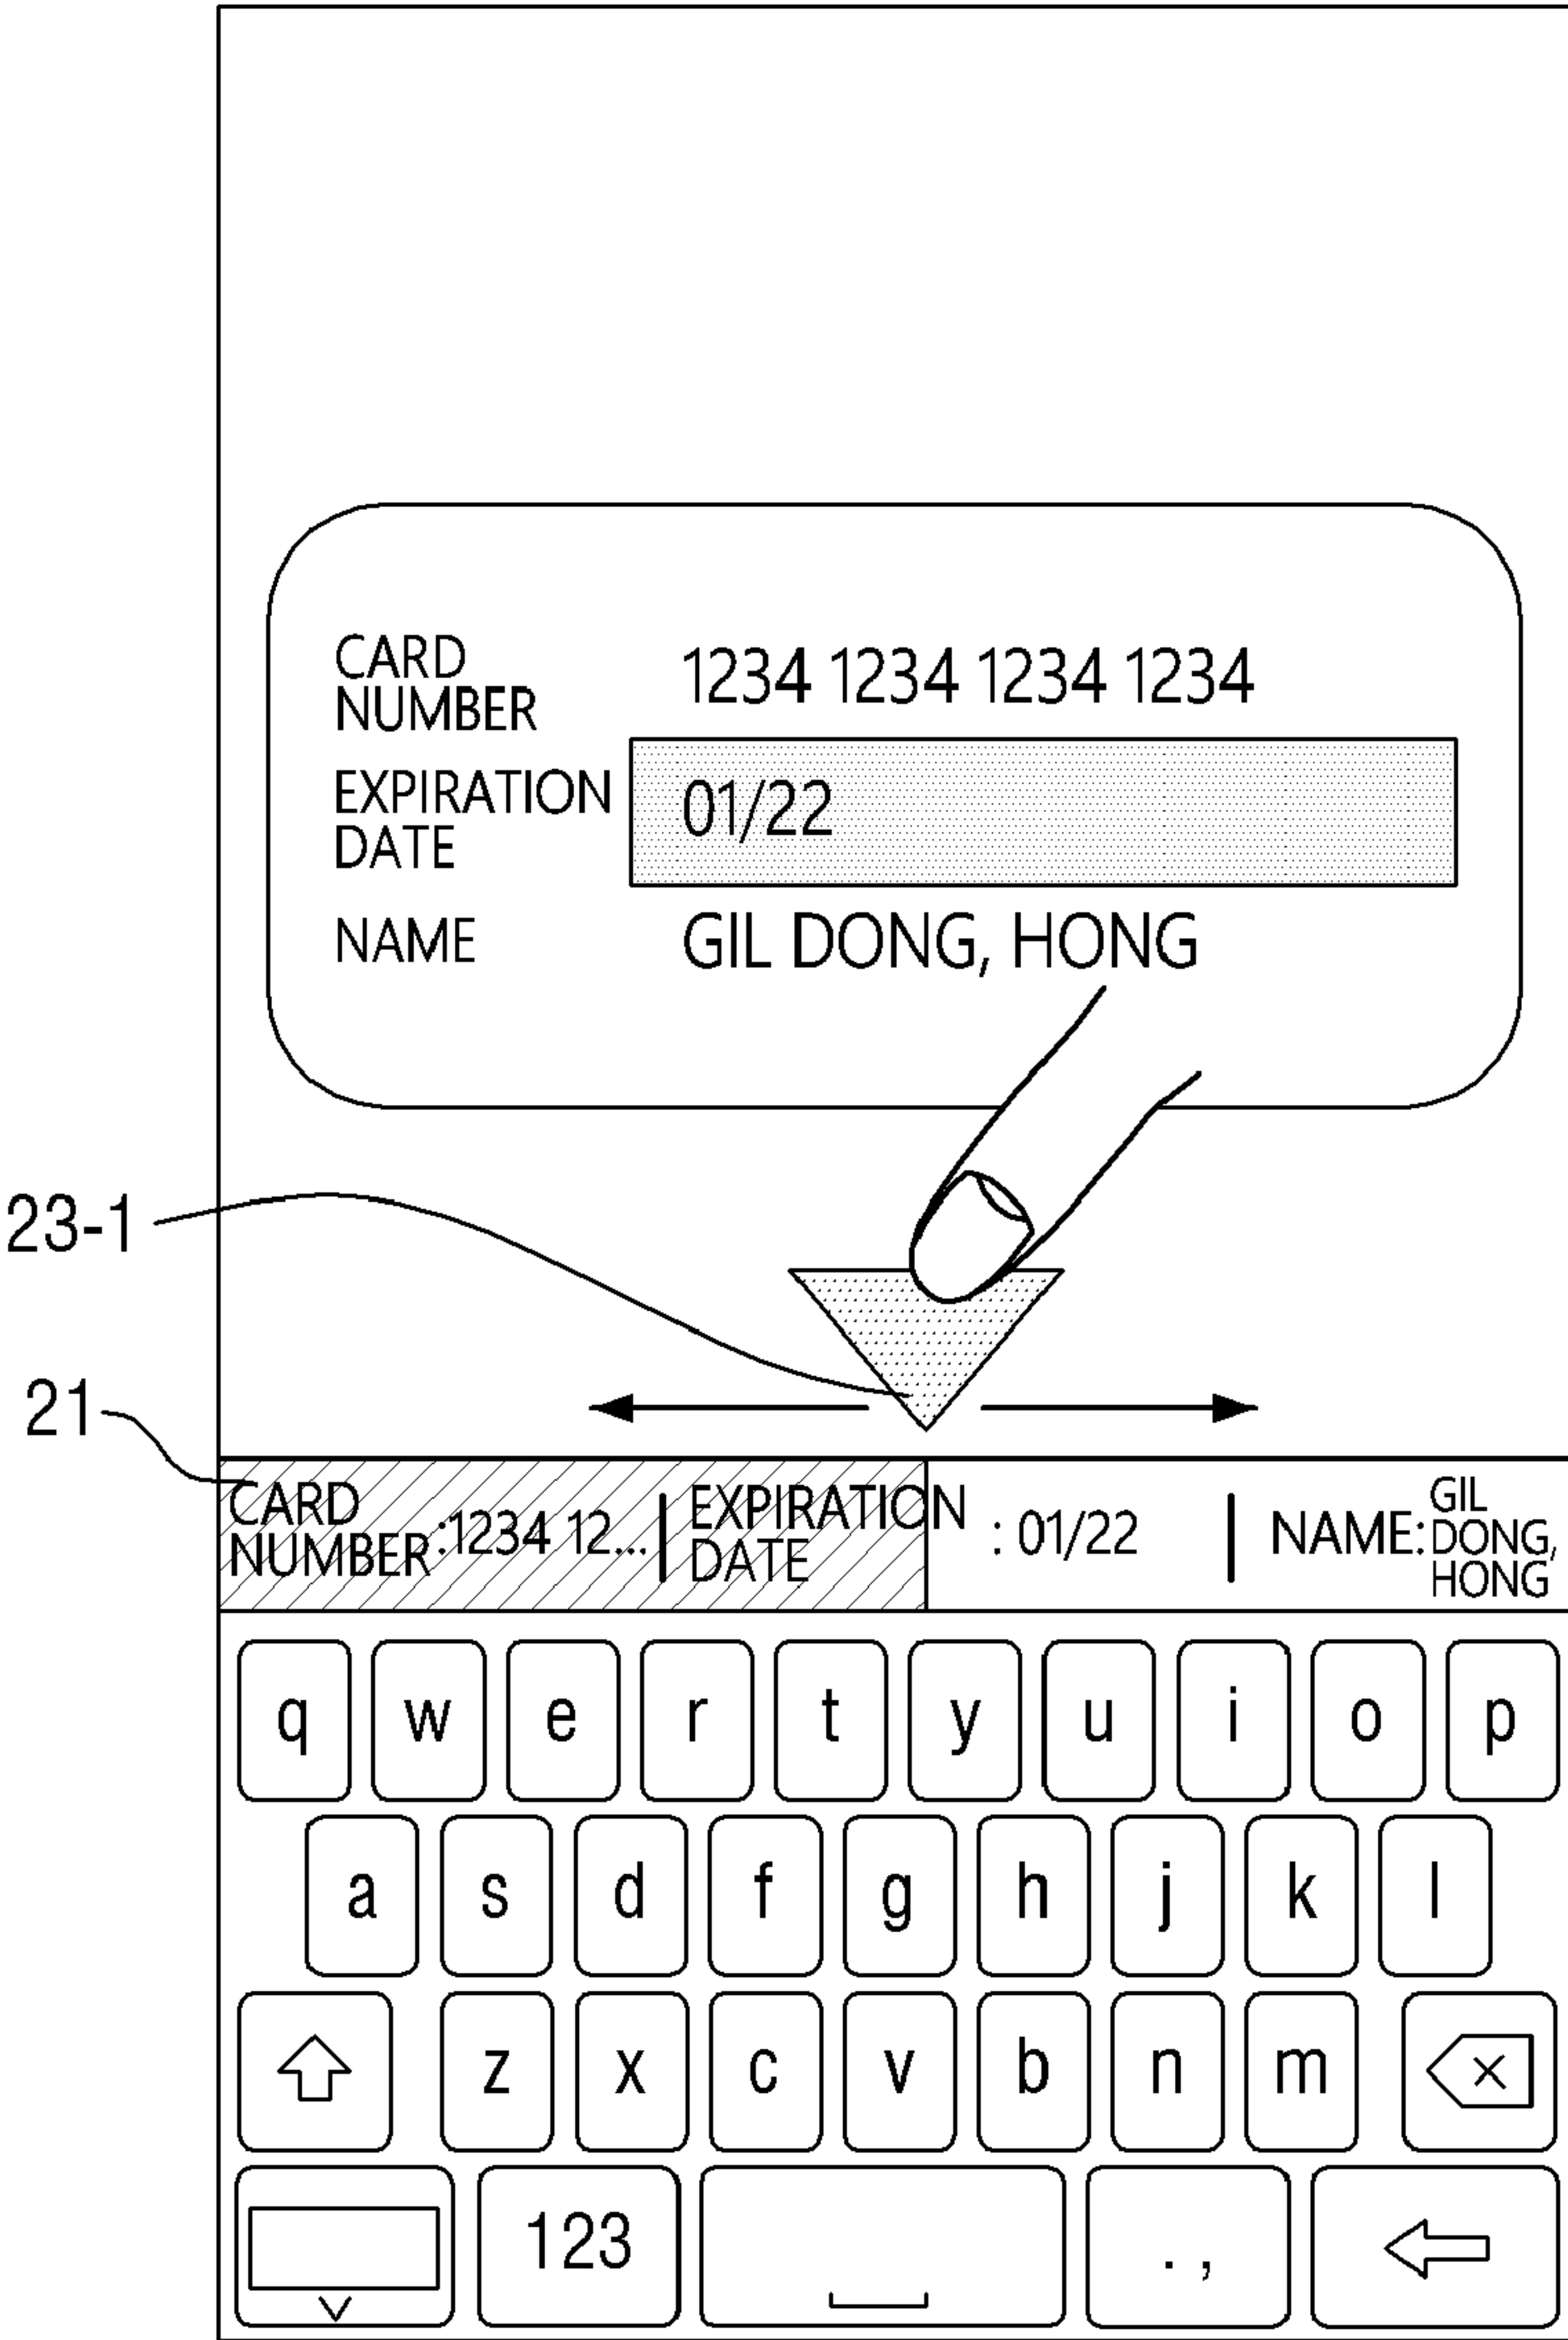 CARD
NUMBER
1234 1234 1234 1234
EXPIRATION
DATE
01/22
NAME
GIL DONG, HONG
23-1
21
CARD
NUMBER
:1234 12...
EXPIRATION
DATE
: 01/22
NAME:
GIL
DONG,
HONG
q w e r t y u i o p
a s d f g h j k l
z x c v b n m
123 . ,